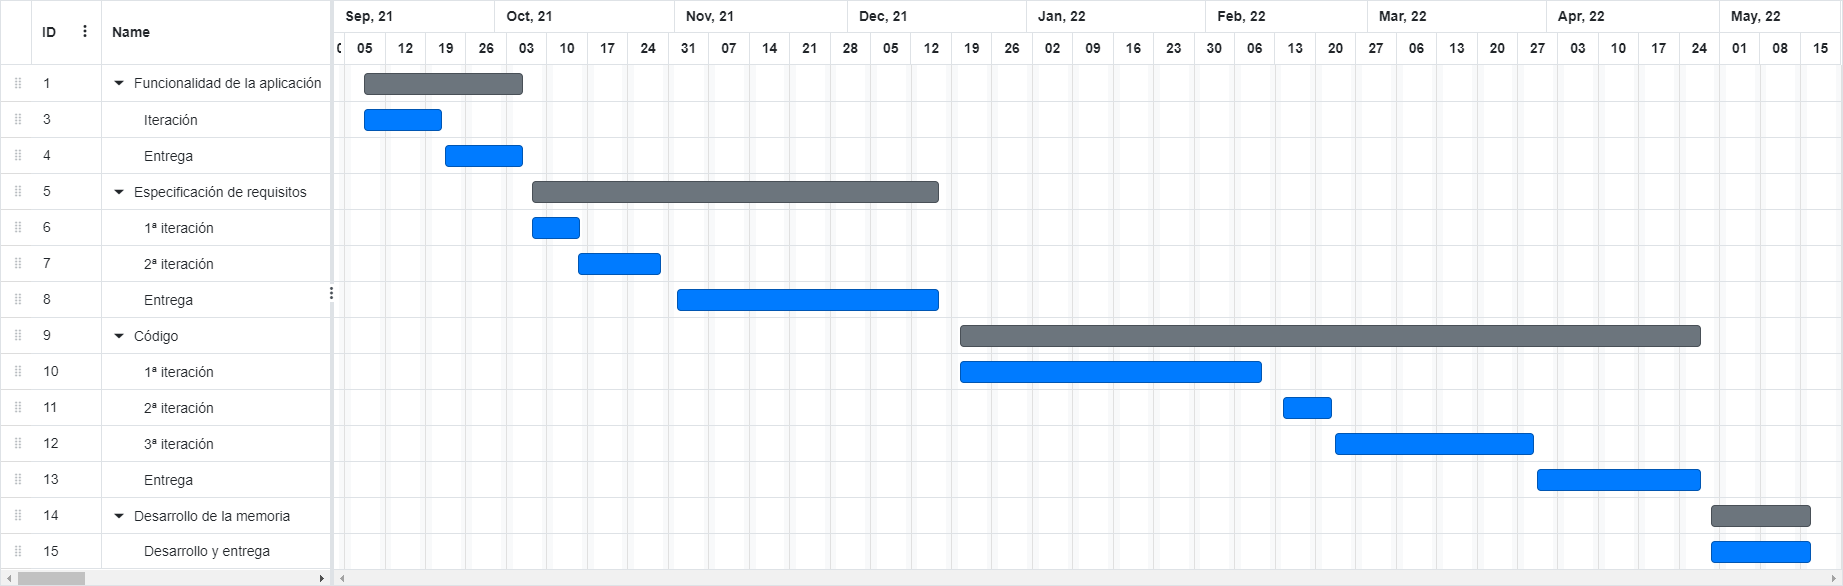 ID Name Sep, 21 Oct, 21 Nov, 21 Dec, 21 Jan, 22 Feb, 22 Mar, 22 Apr, 22 May, 22
05 12 19 26 03 10 17 24 31 07 14 21 28 05 12 19 26 02 09 16 23 30 06 13 20 27 06 13 20 27 03 10 17 24 01 08 15
1 Funcionalidad de la aplicación
3 Iteración
4 Entrega
5 Especificación de requisitos
6 1ª iteración
7 2ª iteración
8 Entrega
9 Código
10 1ª iteración
11 2ª iteración
12 3ª iteración
13 Entrega
14 Desarrollo de la memoria
15 Desarrollo y entrega